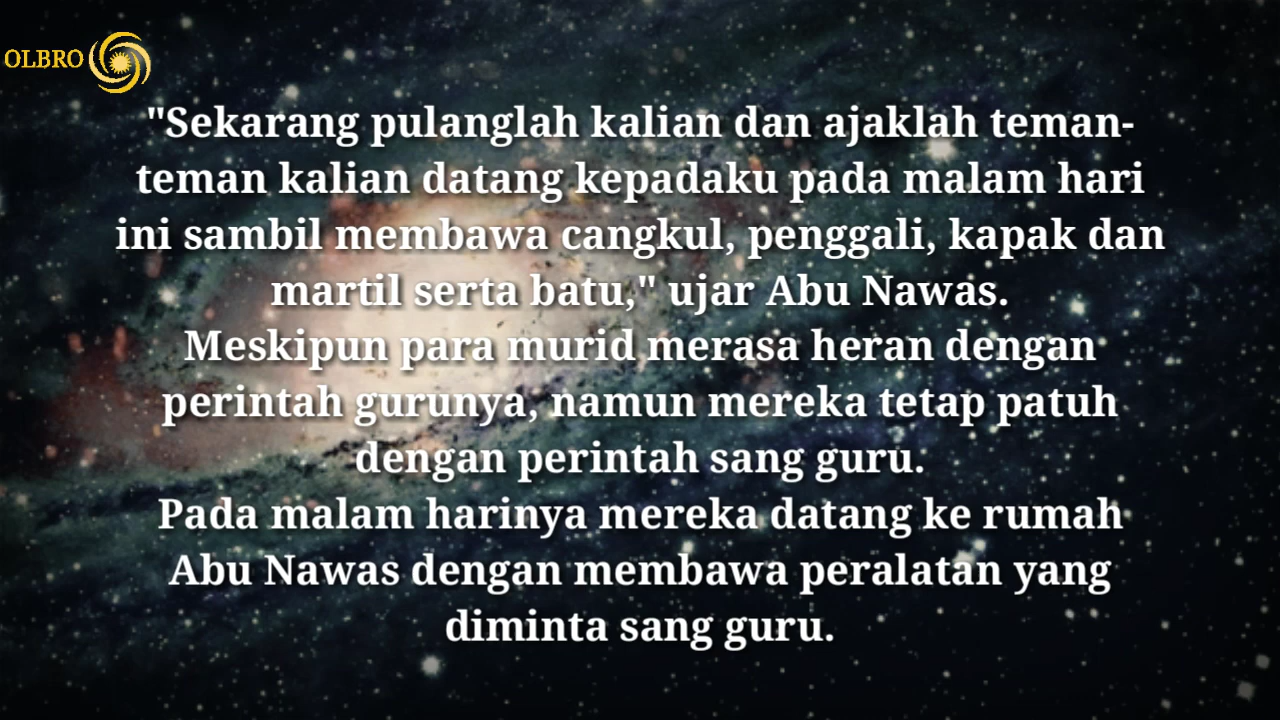 OLBRO
"Sekarang pulanglah kalian dan ajaklah teman-
teman kalian datang kepadaku pada malam hari
ini sambil membawa cangkul, penggali, kapak dan
martil serta batu," ujar Abu Nawas.
Meskipun para murid merasa heran dengan
perintah gurunya, namun mereka tetap patuh
dengan perintah sang guru.
Pada malam harinya mereka datang ke rumah
Abu Nawas dengan membawa peralatan yang
diminta sang guru.